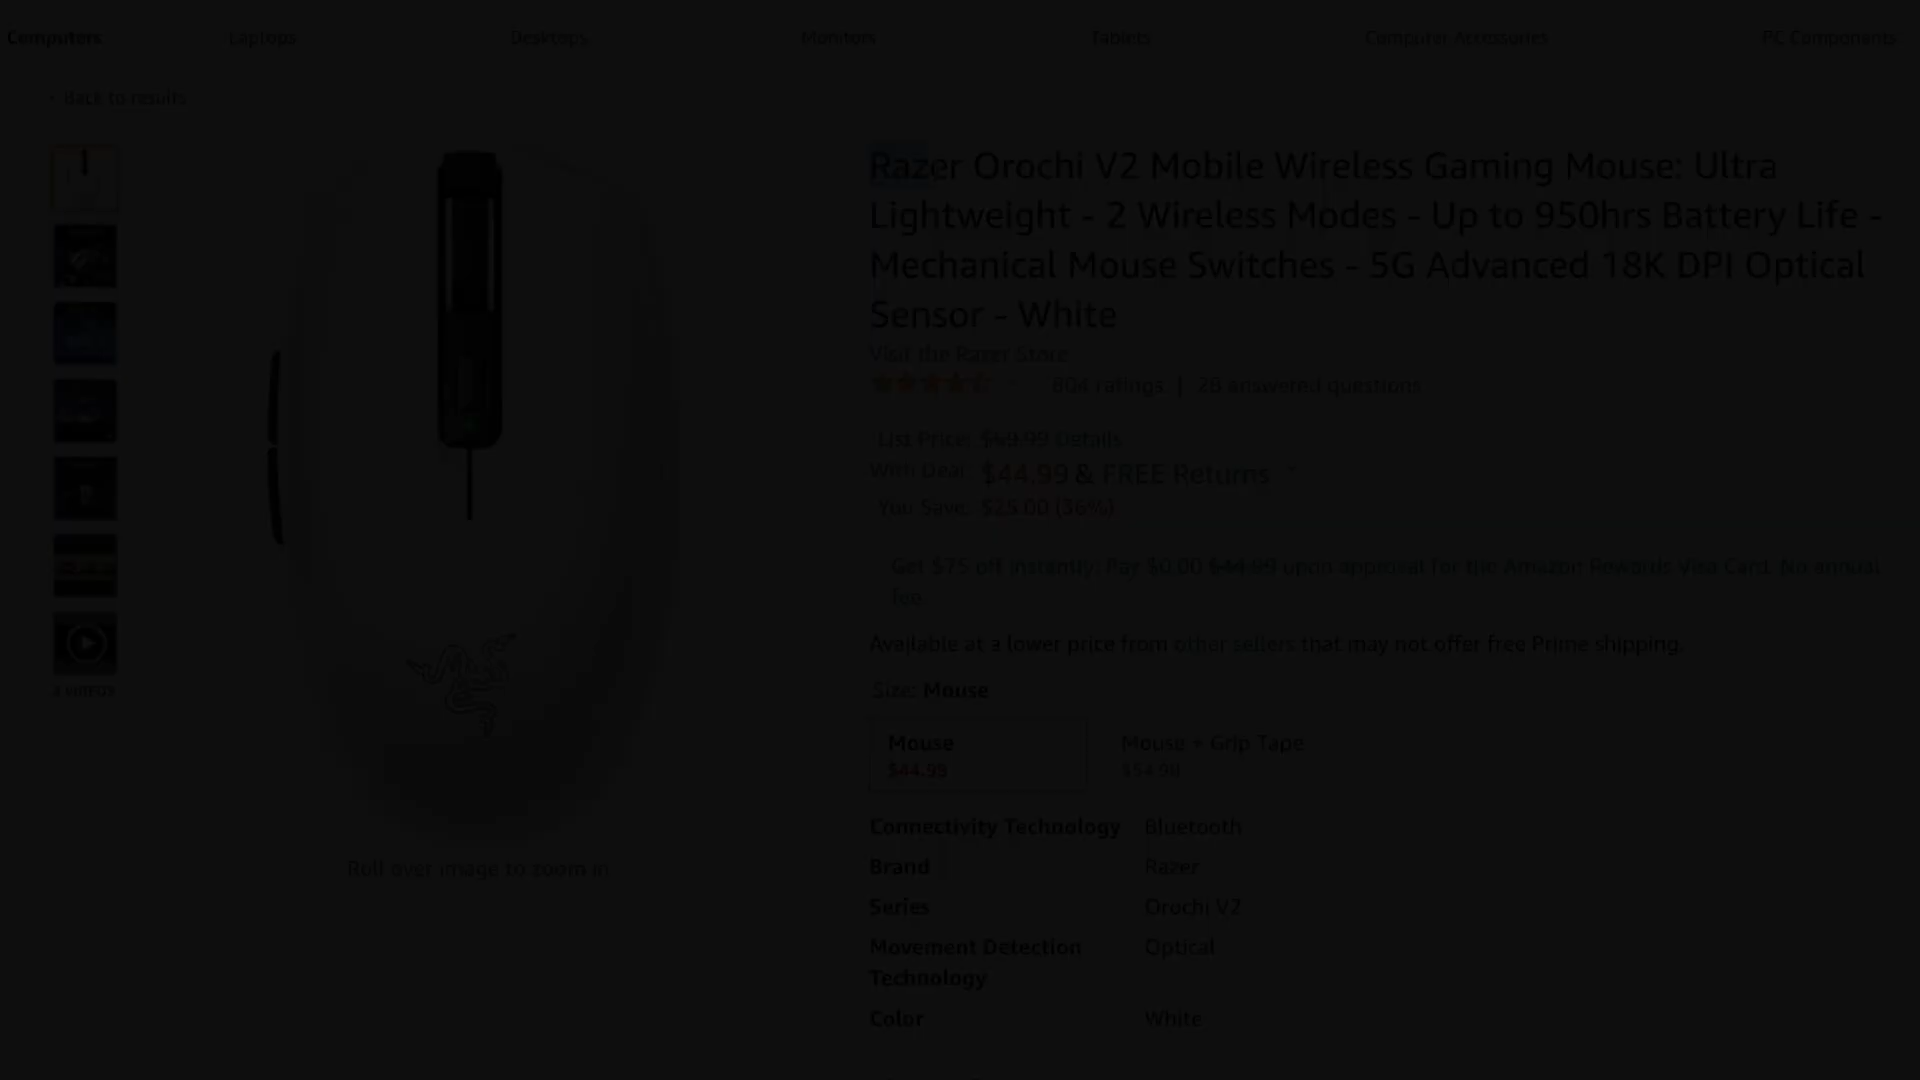 Computers Laptops Desktops Monitors Tablets Computer Accessories PC Components
Back to results
Razer Orochi V2 Mobile Wireless Gaming Mouse: Ultra
Lightweight - 2 Wireless Modes - Up to 950hrs Battery Life -
Mechanical Mouse Switches - 5G Advanced 18K DPI Optical
Sensor - White
Visit the Razer Store
804 ratings | 28 answered questions
List Price: $69.99 Details
With Deal: $44.99 & FREE Returns
You Save: $25.00 (36%)
Get $75 off instantly: Pay $0.00 $44.99 upon approval for the Amazon Rewards Visa Card. No annual
fee.
Available at a lower price from other sellers that may not offer free Prime shipping.
Size: Mouse
Mouse
$44.99
Mouse + Grip Tape
$54.98
Connectivity Technology Bluetooth
Brand Razer
Series Orochi V2
Movement Detection Optical
Technology
Color White
VIDEOS
Roll over image to zoom in